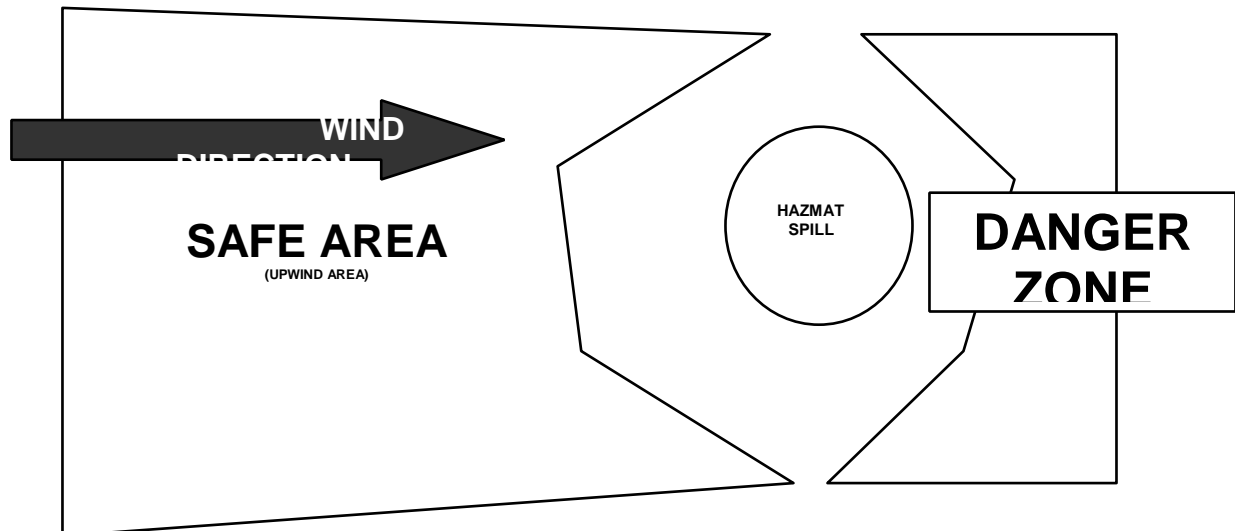 WIND
DIRECTION
SAFE AREA
(UPWIND AREA)
HAZMAT
SPILL
DANGER
ZONE